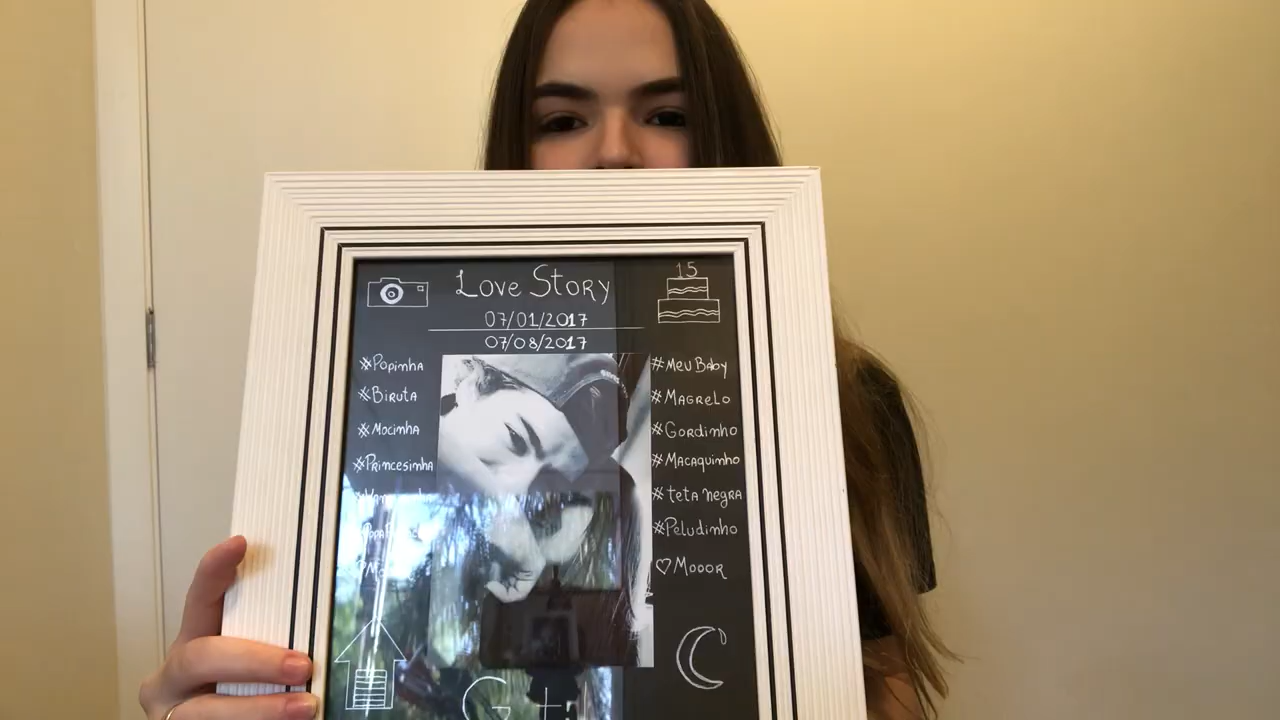 15
Love Story
07/01/2017
07/08/2017
#Popinha
#Biruta
#Mocinha
#Princesinha
#Meu Baby
#Magrelo
#Gordinho
#Macaquinho
#teta negra
#Peludinho
♡Mooor